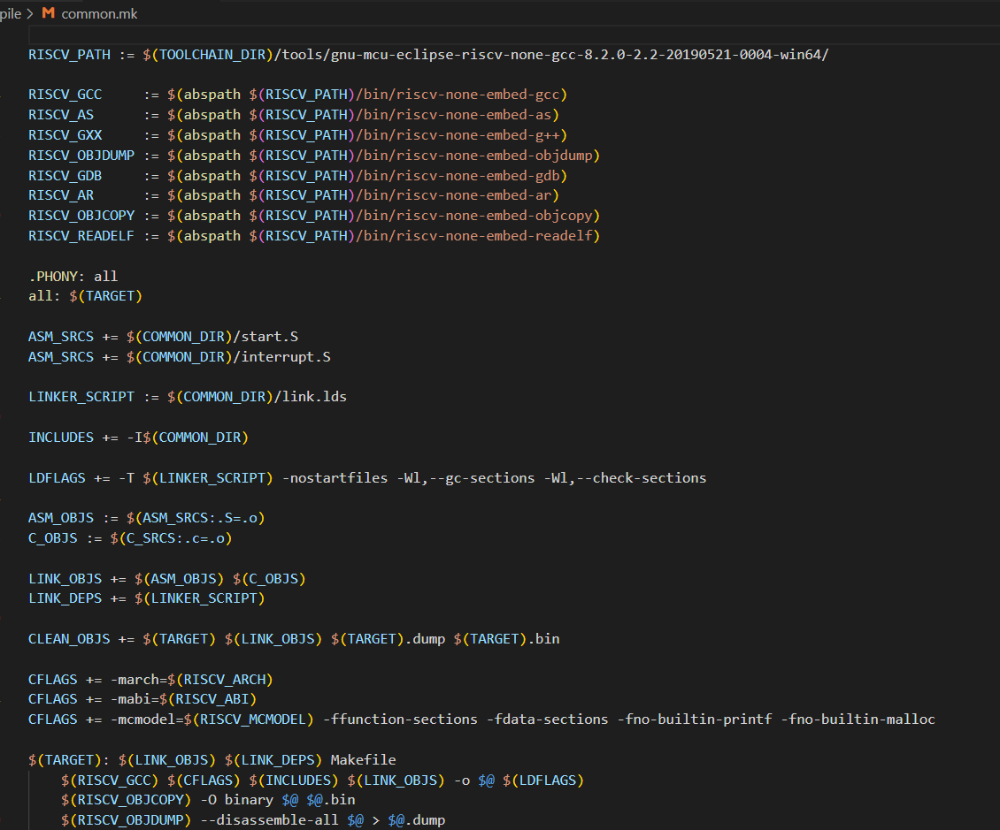 pile > M common.mk
RISCV_PATH := $(TOOLCHAIN_DIR)/tools/gnu-mcu-eclipse-riscv-none-gcc-8.2.0-2.2-20190521-0004-win64/
RISCV_GCC     := $(abspath $(RISCV_PATH)/bin/riscv-none-embed-gcc)
RISCV_AS      := $(abspath $(RISCV_PATH)/bin/riscv-none-embed-as)
RISCV_GXX     := $(abspath $(RISCV_PATH)/bin/riscv-none-embed-g++)
RISCV_OBJDUMP := $(abspath $(RISCV_PATH)/bin/riscv-none-embed-objdump)
RISCV_GDB     := $(abspath $(RISCV_PATH)/bin/riscv-none-embed-gdb)
RISCV_AR      := $(abspath $(RISCV_PATH)/bin/riscv-none-embed-ar)
RISCV_OBJCOPY := $(abspath $(RISCV_PATH)/bin/riscv-none-embed-objcopy)
RISCV_READELF := $(abspath $(RISCV_PATH)/bin/riscv-none-embed-readelf)
.PHONY: all
all: $(TARGET)
ASM_SRCS += $(COMMON_DIR)/start.S
ASM_SRCS += $(COMMON_DIR)/interrupt.S
LINKER_SCRIPT := $(COMMON_DIR)/link.lds
INCLUDES += -I$(COMMON_DIR)
LDFLAGS += -T $(LINKER_SCRIPT) -nostartfiles -Wl,--gc-sections -Wl,--check-sections
ASM_OBJS := $(ASM_SRCS:.S=.o)
C_OBJS := $(C_SRCS:.c=.o)
LINK_OBJS += $(ASM_OBJS) $(C_OBJS)
LINK_DEPS += $(LINKER_SCRIPT)
CLEAN_OBJS += $(TARGET) $(LINK_OBJS) $(TARGET).dump $(TARGET).bin
CFLAGS += -march=$(RISCV_ARCH)
CFLAGS += -mabi=$(RISCV_ABI)
CFLAGS += -mcmodel=$(RISCV_MCMODEL) -ffunction-sections -fdata-sections -fno-builtin-printf -fno-builtin-malloc
$(TARGET): $(LINK_OBJS) $(LINK_DEPS) Makefile
    $(RISCV_GCC) $(CFLAGS) $(INCLUDES) $(LINK_OBJS) -o $@ $(LDFLAGS)
    $(RISCV_OBJCOPY) -O binary $@ $@.bin
    $(RISCV_OBJDUMP) --disassemble-all $@ > $@.dump